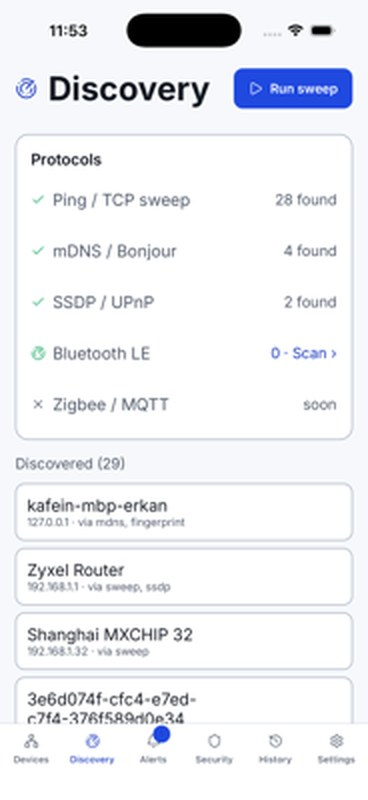 11:53
Discovery
Run sweep
Protocols
Ping / TCP sweep 28 found
mDNS / Bonjour 4 found
SSDP / UPnP 2 found
Bluetooth LE 0 · Scan ›
Zigbee / MQTT soon
Discovered (29)
kafein-mbp-erkan
127.0.0.1 · via mdns, fingerprint
Zyxel Router
192.168.1.1 · via sweep, ssdp
Shanghai MXCHIP 32
192.168.1.32 · via sweep
3e6d074f-cfc4-e7ed-
c7f4-376f589d0e34
Devices Discovery Alerts Security History Settings